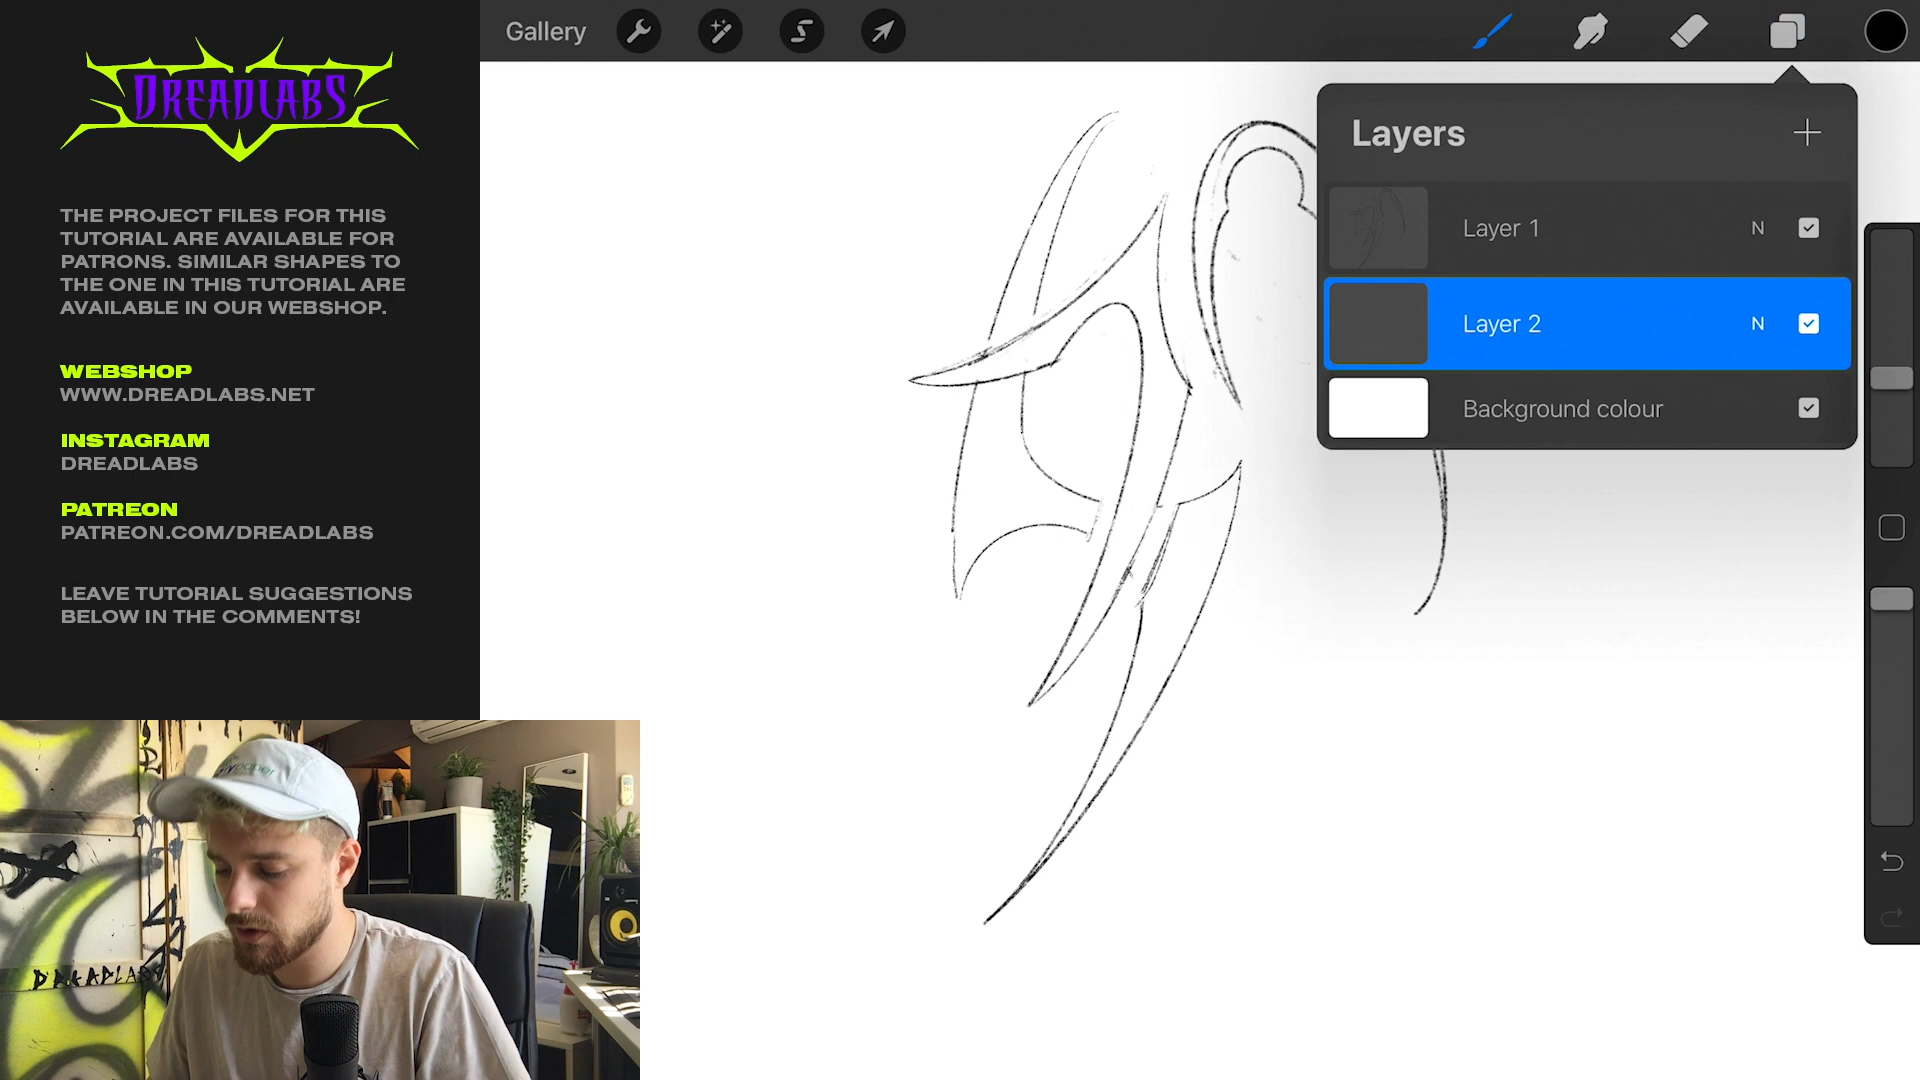 DREADLABS
THE PROJECT FILES FOR THIS
TUTORIAL ARE AVAILABLE FOR
PATRONS. SIMILAR SHAPES TO
THE ONE IN THIS TUTORIAL ARE
AVAILABLE IN OUR WEBSHOP.
WEBSHOP
WWW.DREADLABS.NET
INSTAGRAM
DREADLABS
PATREON
PATREON.COM/DREADLABS
LEAVE TUTORIAL SUGGESTIONS
BELOW IN THE COMMENTS!
Gallery
Layers
Layer 1 N
Layer 2 N
Background colour
DREADLABS